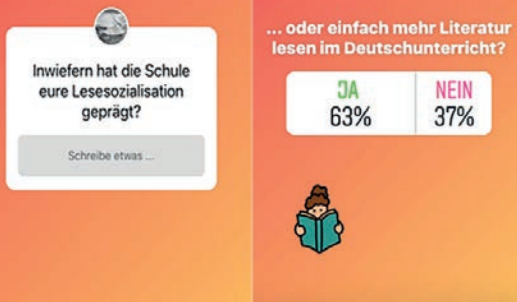 Inwiefern hat die Schule
eure Lesesozialisation
geprägt?
Schreibe etwas ...
... oder einfach mehr Literatur
lesen im Deutschunterricht?
JA
63%
NEIN
37%